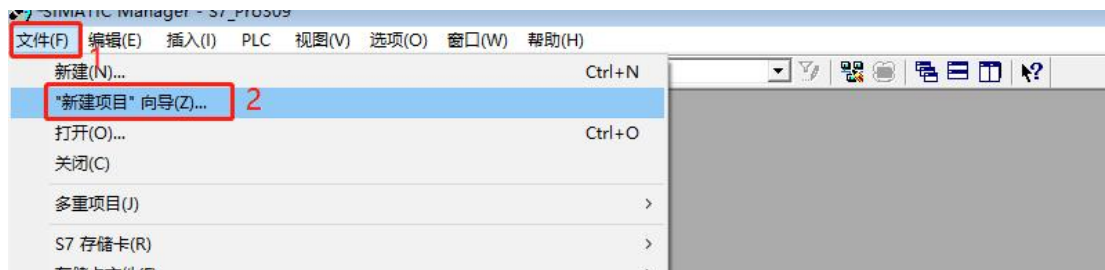 SIMATIC Manager - S7_Pro309
文件(F) 编辑(E) 插入(I) PLC 视图(V) 选项(O) 窗口(W) 帮助(H)
1
新建(N)... Ctrl+N
"新建项目" 向导(Z)... 2
打开(O)... Ctrl+O
关闭(C)
多重项目(J)
S7 存储卡(R)